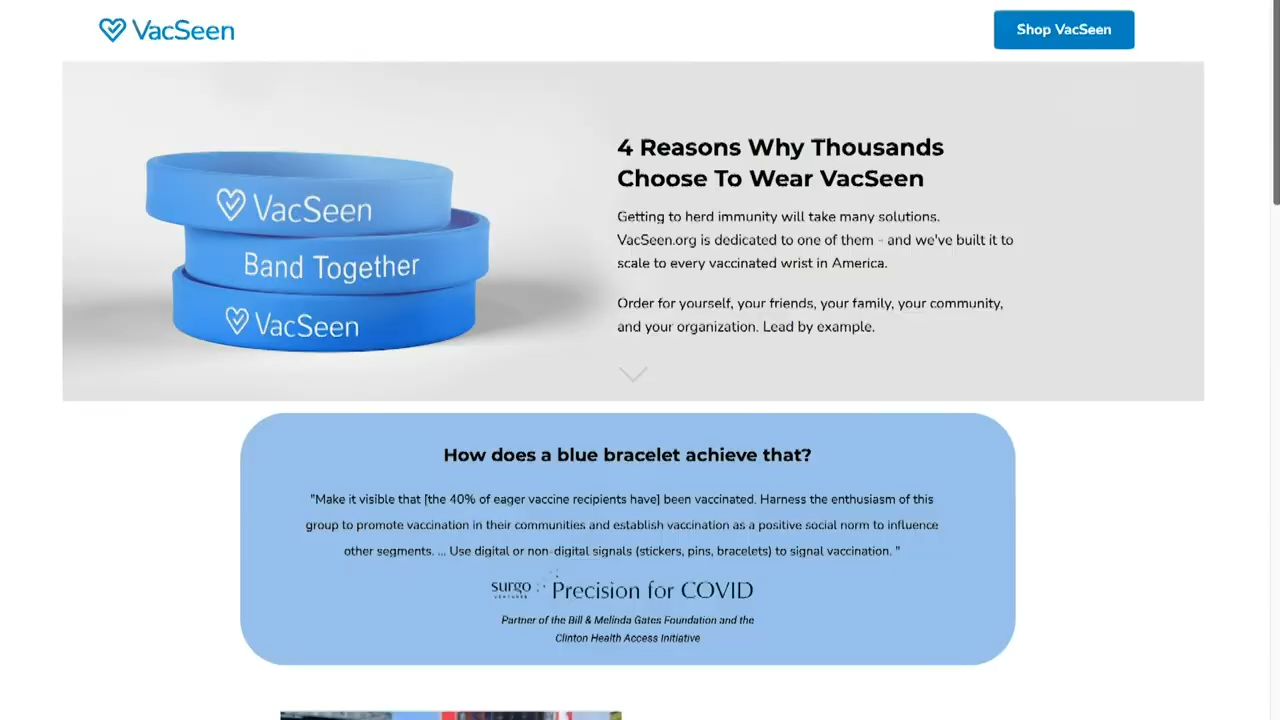 VacSeen
Shop VacSeen
VacSeen
Band Together
VacSeen
4 Reasons Why Thousands
Choose To Wear VacSeen
Getting to herd immunity will take many solutions.
VacSeen.org is dedicated to one of them - and we've built it to
scale to every vaccinated wrist in America.
Order for yourself, your friends, your family, your community,
and your organization. Lead by example.
How does a blue bracelet achieve that?
"Make it visible that [the 40% of eager vaccine recipients have] been vaccinated. Harness the enthusiasm of this
group to promote vaccination in their communities and establish vaccination as a positive social norm to influence
other segments. ... Use digital or non-digital signals (stickers, pins, bracelets) to signal vaccination. "
surgo
VENTURES
Precision for COVID
Partner of the Bill & Melinda Gates Foundation and the
Clinton Health Access Initiative